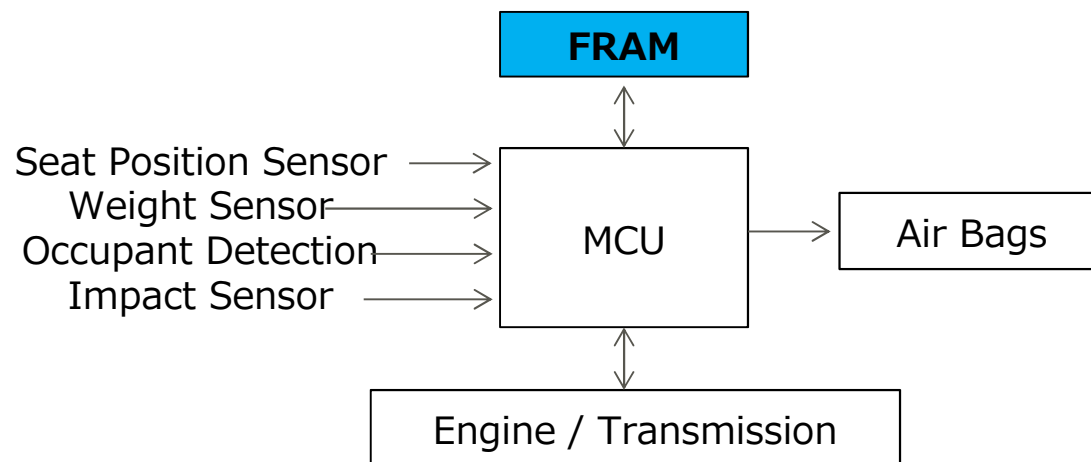 FRAM
Seat Position Sensor
Weight Sensor
Occupant Detection
Impact Sensor
MCU
Air Bags
Engine / Transmission